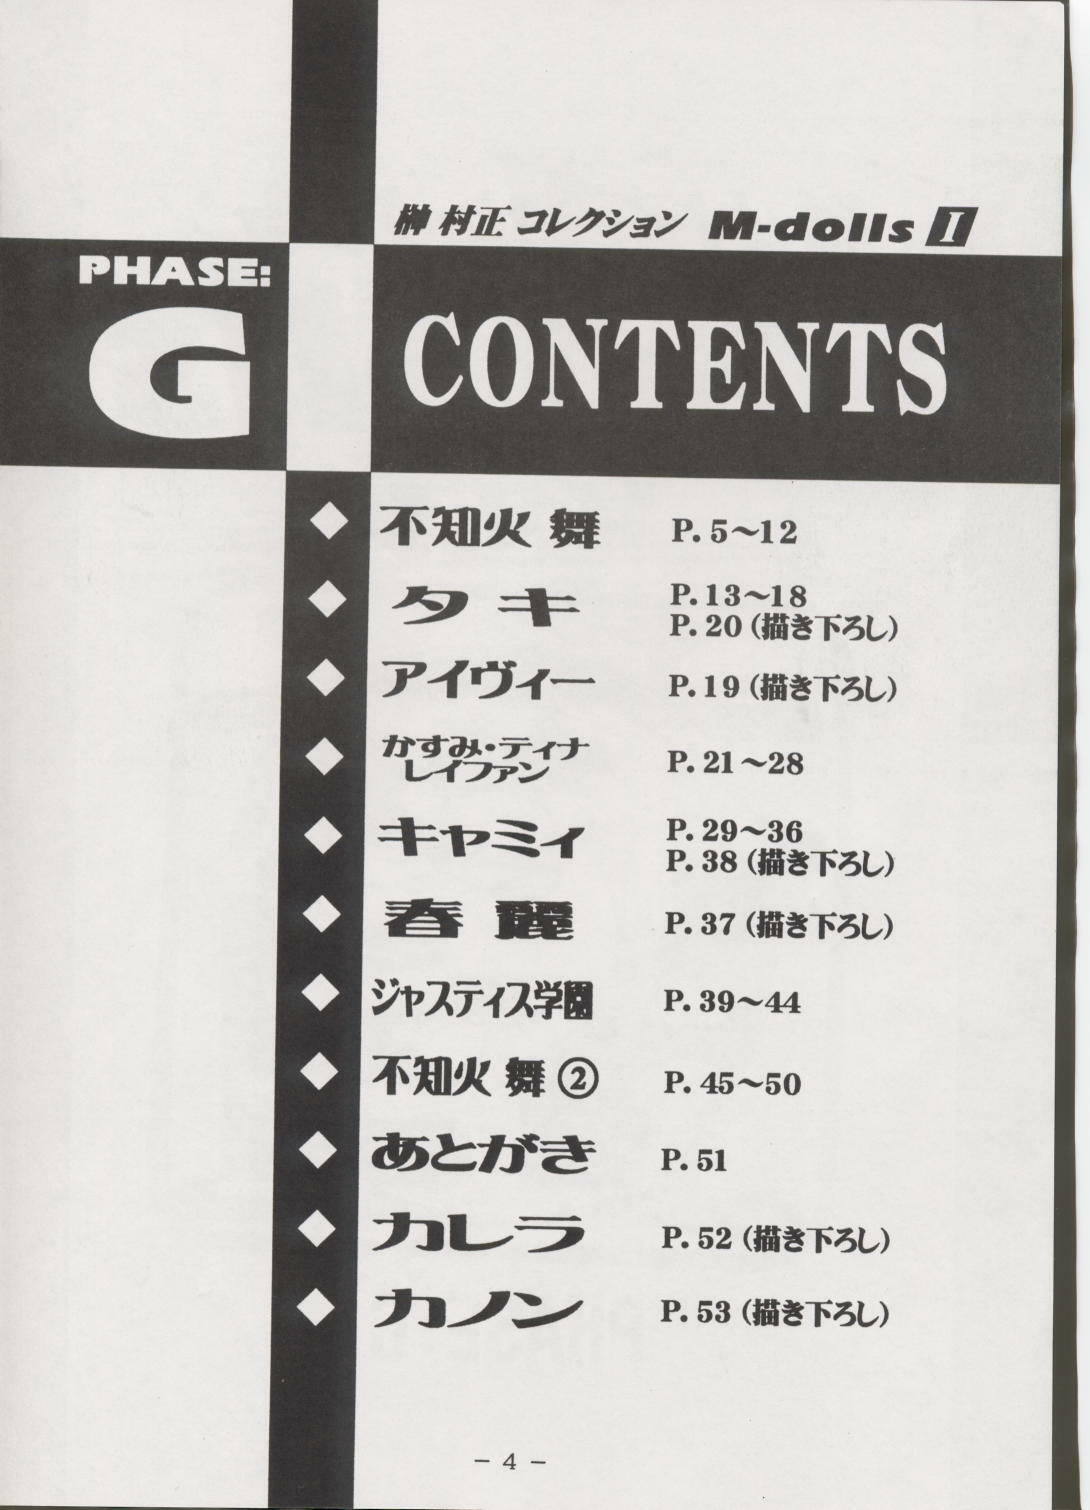 榊 村正 コレクション M-dolls I
PHASE:
G
CONTENTS
不知火 舞 P. 5〜12
タキ P. 13〜18
P. 20 (描き下ろし)
アイヴィー P. 19 (描き下ろし)
かすみ・ティナ
レイファン P. 21〜28
キャミィ P. 29〜36
P. 38 (描き下ろし)
春麗 P. 37 (描き下ろし)
ジャスティス学園 P. 39〜44
不知火 舞 ② P. 45〜50
あとがき P. 51
カレラ P. 52 (描き下ろし)
カノン P. 53 (描き下ろし)
− 4 −